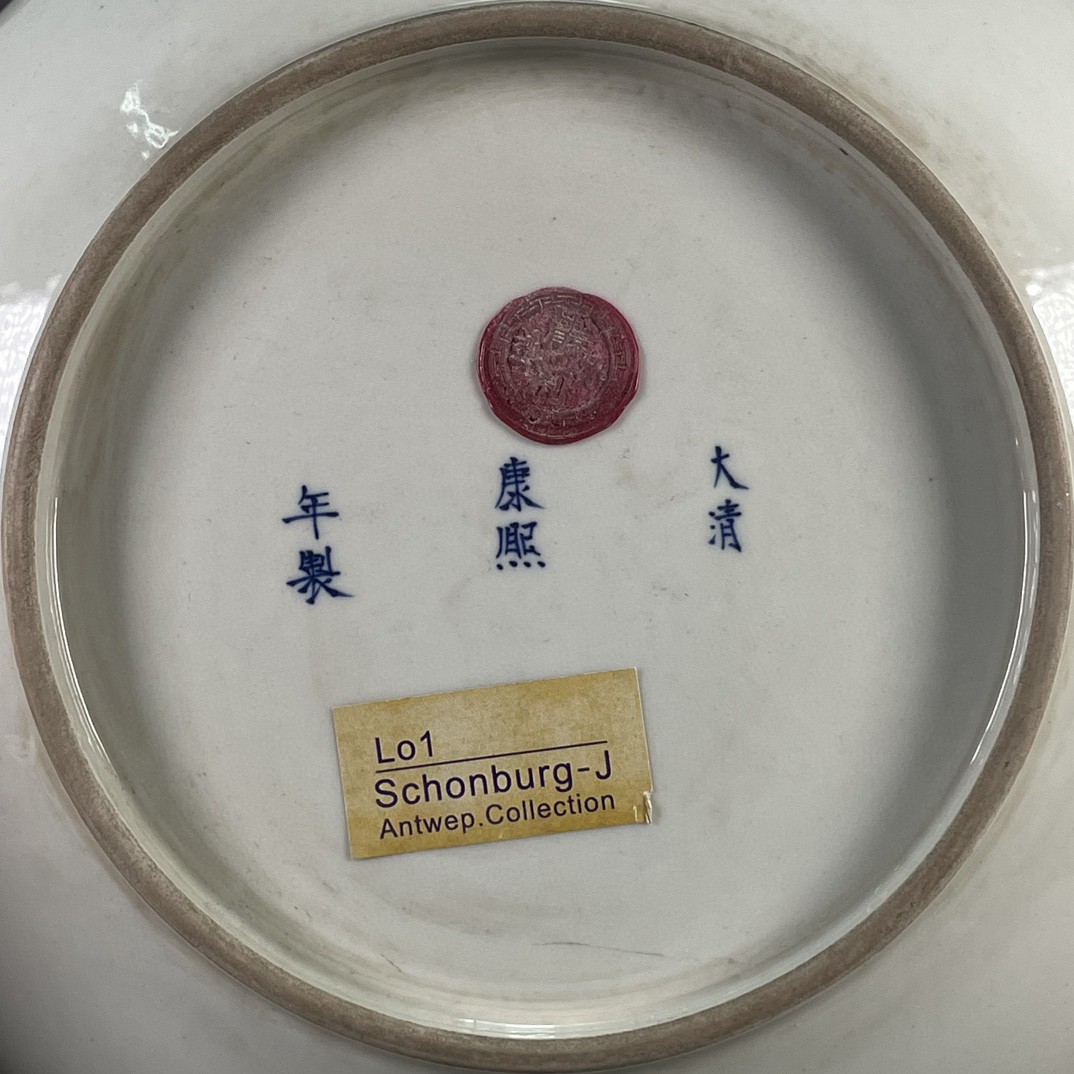 大清
康熙
年製
Lo1
Schonburg-J
Antwep.Collection